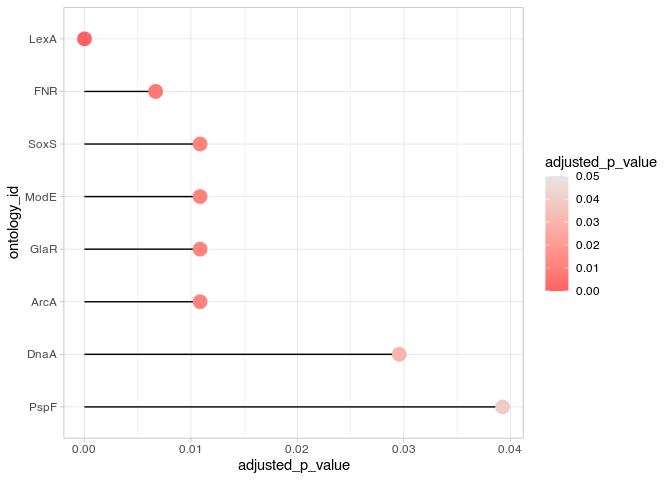 LexA
FNR
SoxS
ModE
GlaR
ArcA
DnaA
PspF
ontology_id
0.00 0.01 0.02 0.03 0.04
adjusted_p_value
adjusted_p_value
0.05
0.04
0.03
0.02
0.01
0.00